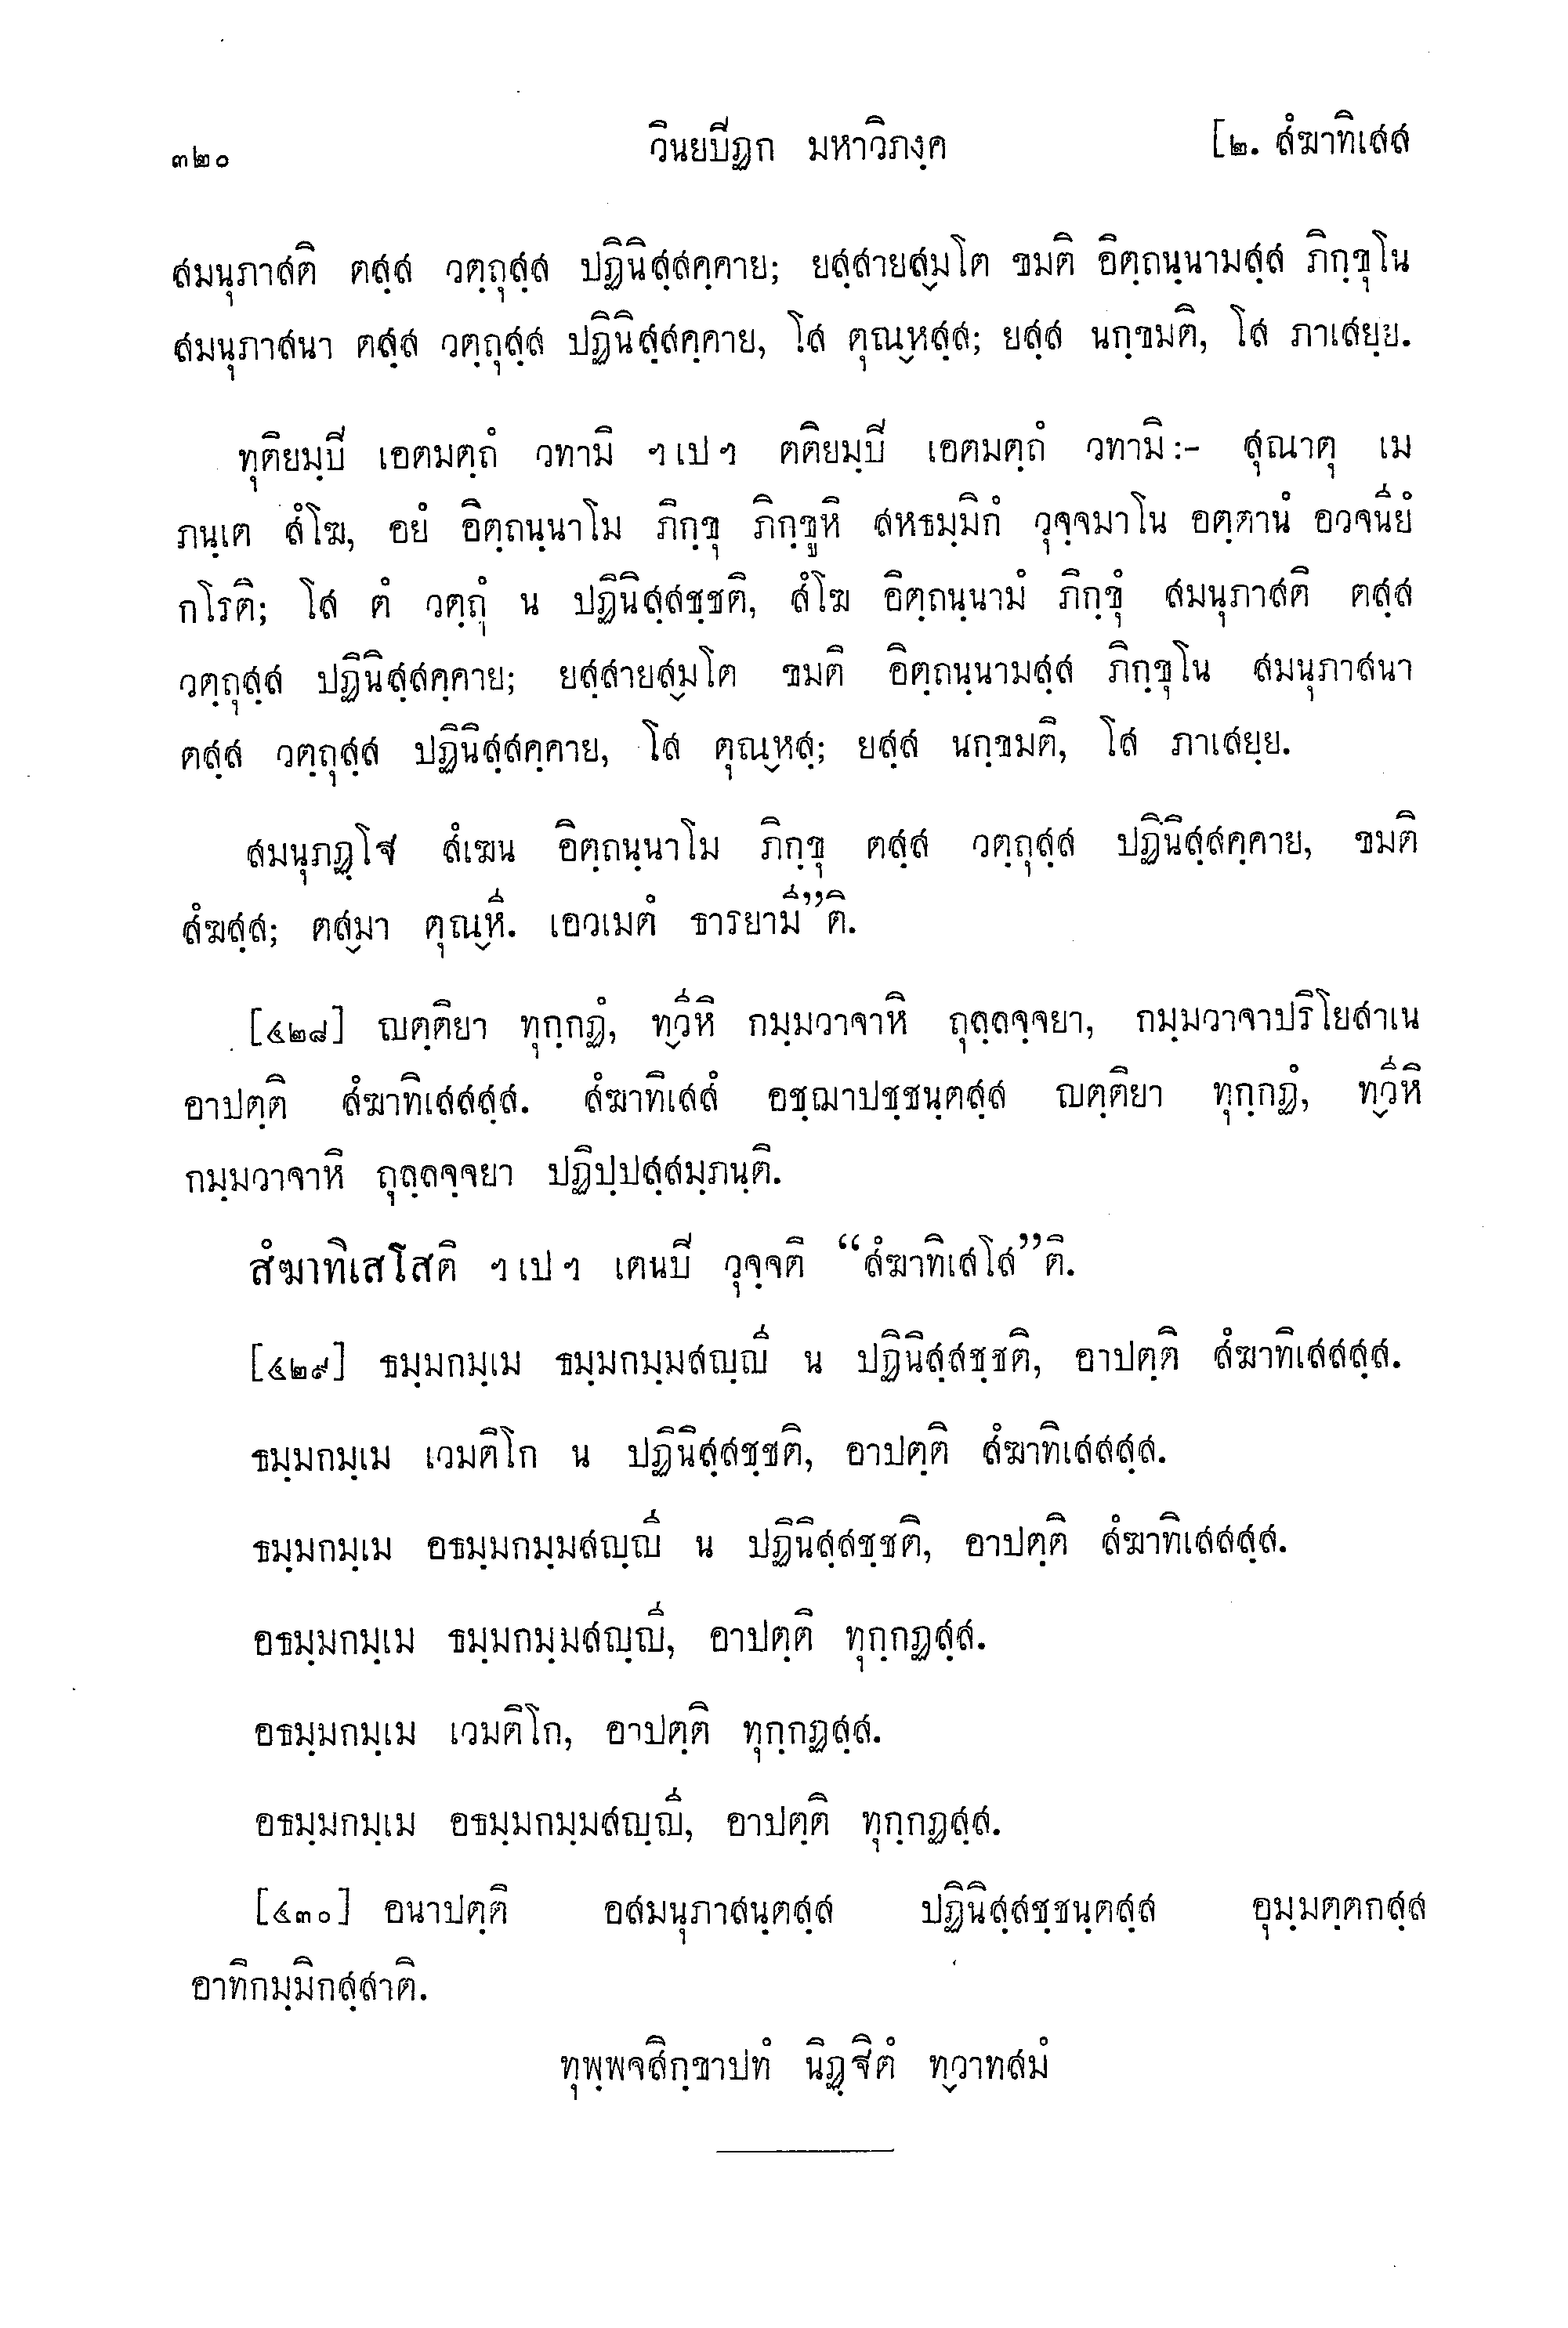 ๓๒๐ วินยปิฏก มหาวิภงฺค [๒. สํฆาทิเสส
สมนุภาสติ ตสฺส วตฺถุสฺส ปฏินิสฺสคฺคาย; ยสฺสายสฺมโต ขมติ อิตฺถนฺนามสฺส ภิกฺขุโน
สมนุภาสนา ตสฺส วตฺถุสฺส ปฏินิสฺสคฺคาย, โส ตุณฺหสฺส; ยสฺส นกฺขมติ, โส ภาเสยฺย.
ทุติยมฺปิ เอตมตฺถํ วทามิ ฯเปฯ ตติยมฺปิ เอตมตฺถํ วทามิ:- สุณาตุ เม
ภนฺเต สํโฆ, อยํ อิตฺถนฺนาโม ภิกฺขุ ภิกฺขูหิ สหธมฺมิกํ วุจฺจมาโน อตฺตานํ อวจนียํ
กโรติ; โส ตํ วตฺถุํ น ปฏินิสฺสชฺชติ, สํโฆ อิตฺถนฺนามํ ภิกฺขุํ สมนุภาสติ ตสฺส
วตฺถุสฺส ปฏินิสฺสคฺคาย; ยสฺสายสฺมโต ขมติ อิตฺถนฺนามสฺส ภิกฺขุโน สมนุภาสนา
ตสฺส วตฺถุสฺส ปฏินิสฺสคฺคาย, โส ตุณฺหสฺ; ยสฺส นกฺขมติ, โส ภาเสยฺย.
สมนุภฏฺโฐ สํเฆน อิตฺถนฺนาโม ภิกฺขุ ตสฺส วตฺถุสฺส ปฏินิสฺสคฺคาย, ขมติ
สํฆสฺส; ตสฺมา ตุณฺหี. เอวเมตํ ธารยามี”ติ.
[๔๒๘] ญตฺติยา ทุกฺกฏํ, ทฺวีหิ กมฺมวาจาหิ ถุลฺลจฺจยา, กมฺมวาจาปริโยสาเน
อาปตฺติ สํฆาทิเสสสฺส. สํฆาทิเสสํ อชฺฌาปชฺชนฺตสฺส ญตฺติยา ทุกฺกฏํ, ทฺวีหิ
กมฺมวาจาหิ ถุลฺลจฺจยา ปฏิปฺปสฺสมฺภนฺติ.
สํฆาทิเสโสติ ฯเปฯ เตนปิ วุจฺจติ “สํฆาทิเสโส”ติ.
[๔๒๙] ธมฺมกมฺเม ธมฺมกมฺมสญฺญี น ปฏินิสฺสชฺชติ, อาปตฺติ สํฆาทิเสสสฺส.
ธมฺมกมฺเม เวมติโก น ปฏินิสฺสชฺชติ, อาปตฺติ สํฆาทิเสสสฺส.
ธมฺมกมฺเม อธมฺมกมฺมสญฺญี น ปฏินิสฺสชฺชติ, อาปตฺติ สํฆาทิเสสสฺส.
อธมฺมกมฺเม ธมฺมกมฺมสญฺญี, อาปตฺติ ทุกฺกฏสฺส.
อธมฺมกมฺเม เวมติโก, อาปตฺติ ทุกฺกฏสฺส.
อธมฺมกมฺเม อธมฺมกมฺมสญฺญี, อาปตฺติ ทุกฺกฏสฺส.
[๔๓๐] อนาปตฺติ อสมนุภาสนฺตสฺส ปฏินิสฺสชฺชนฺตสฺส อุมฺมตฺตกสฺส
อาทิกมฺมิกสฺสาติ.
ทุพฺพจสิกฺขาปทํ นิฏฺฐิตํ ทฺวาทสมํ